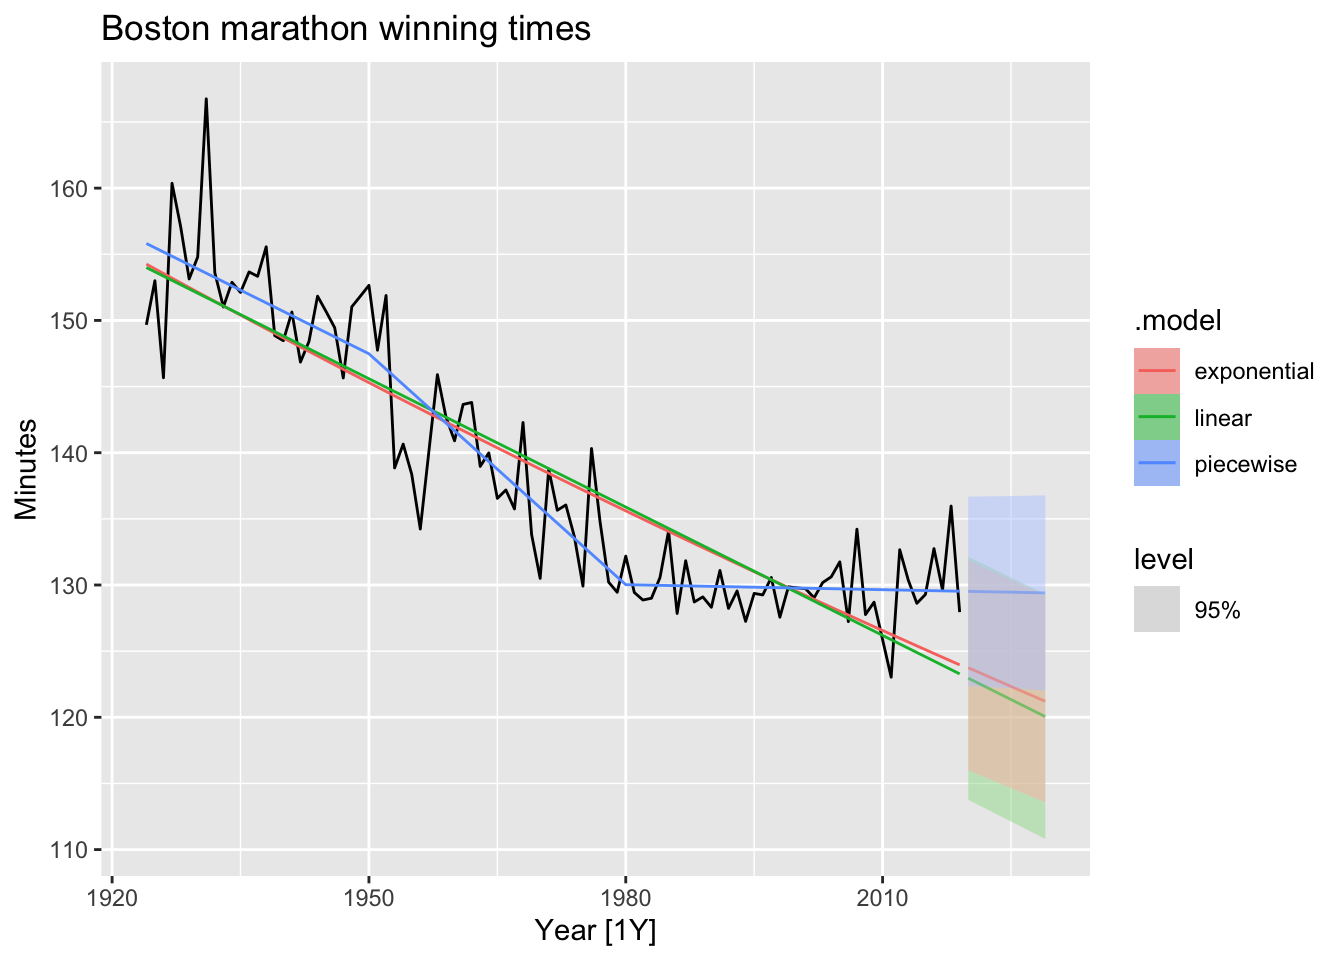 Boston marathon winning times
160
150
140
130
120
110
Minutes
1920
1950
1980
2010
Year [1Y]
.model
exponential
linear
piecewise
level
95%